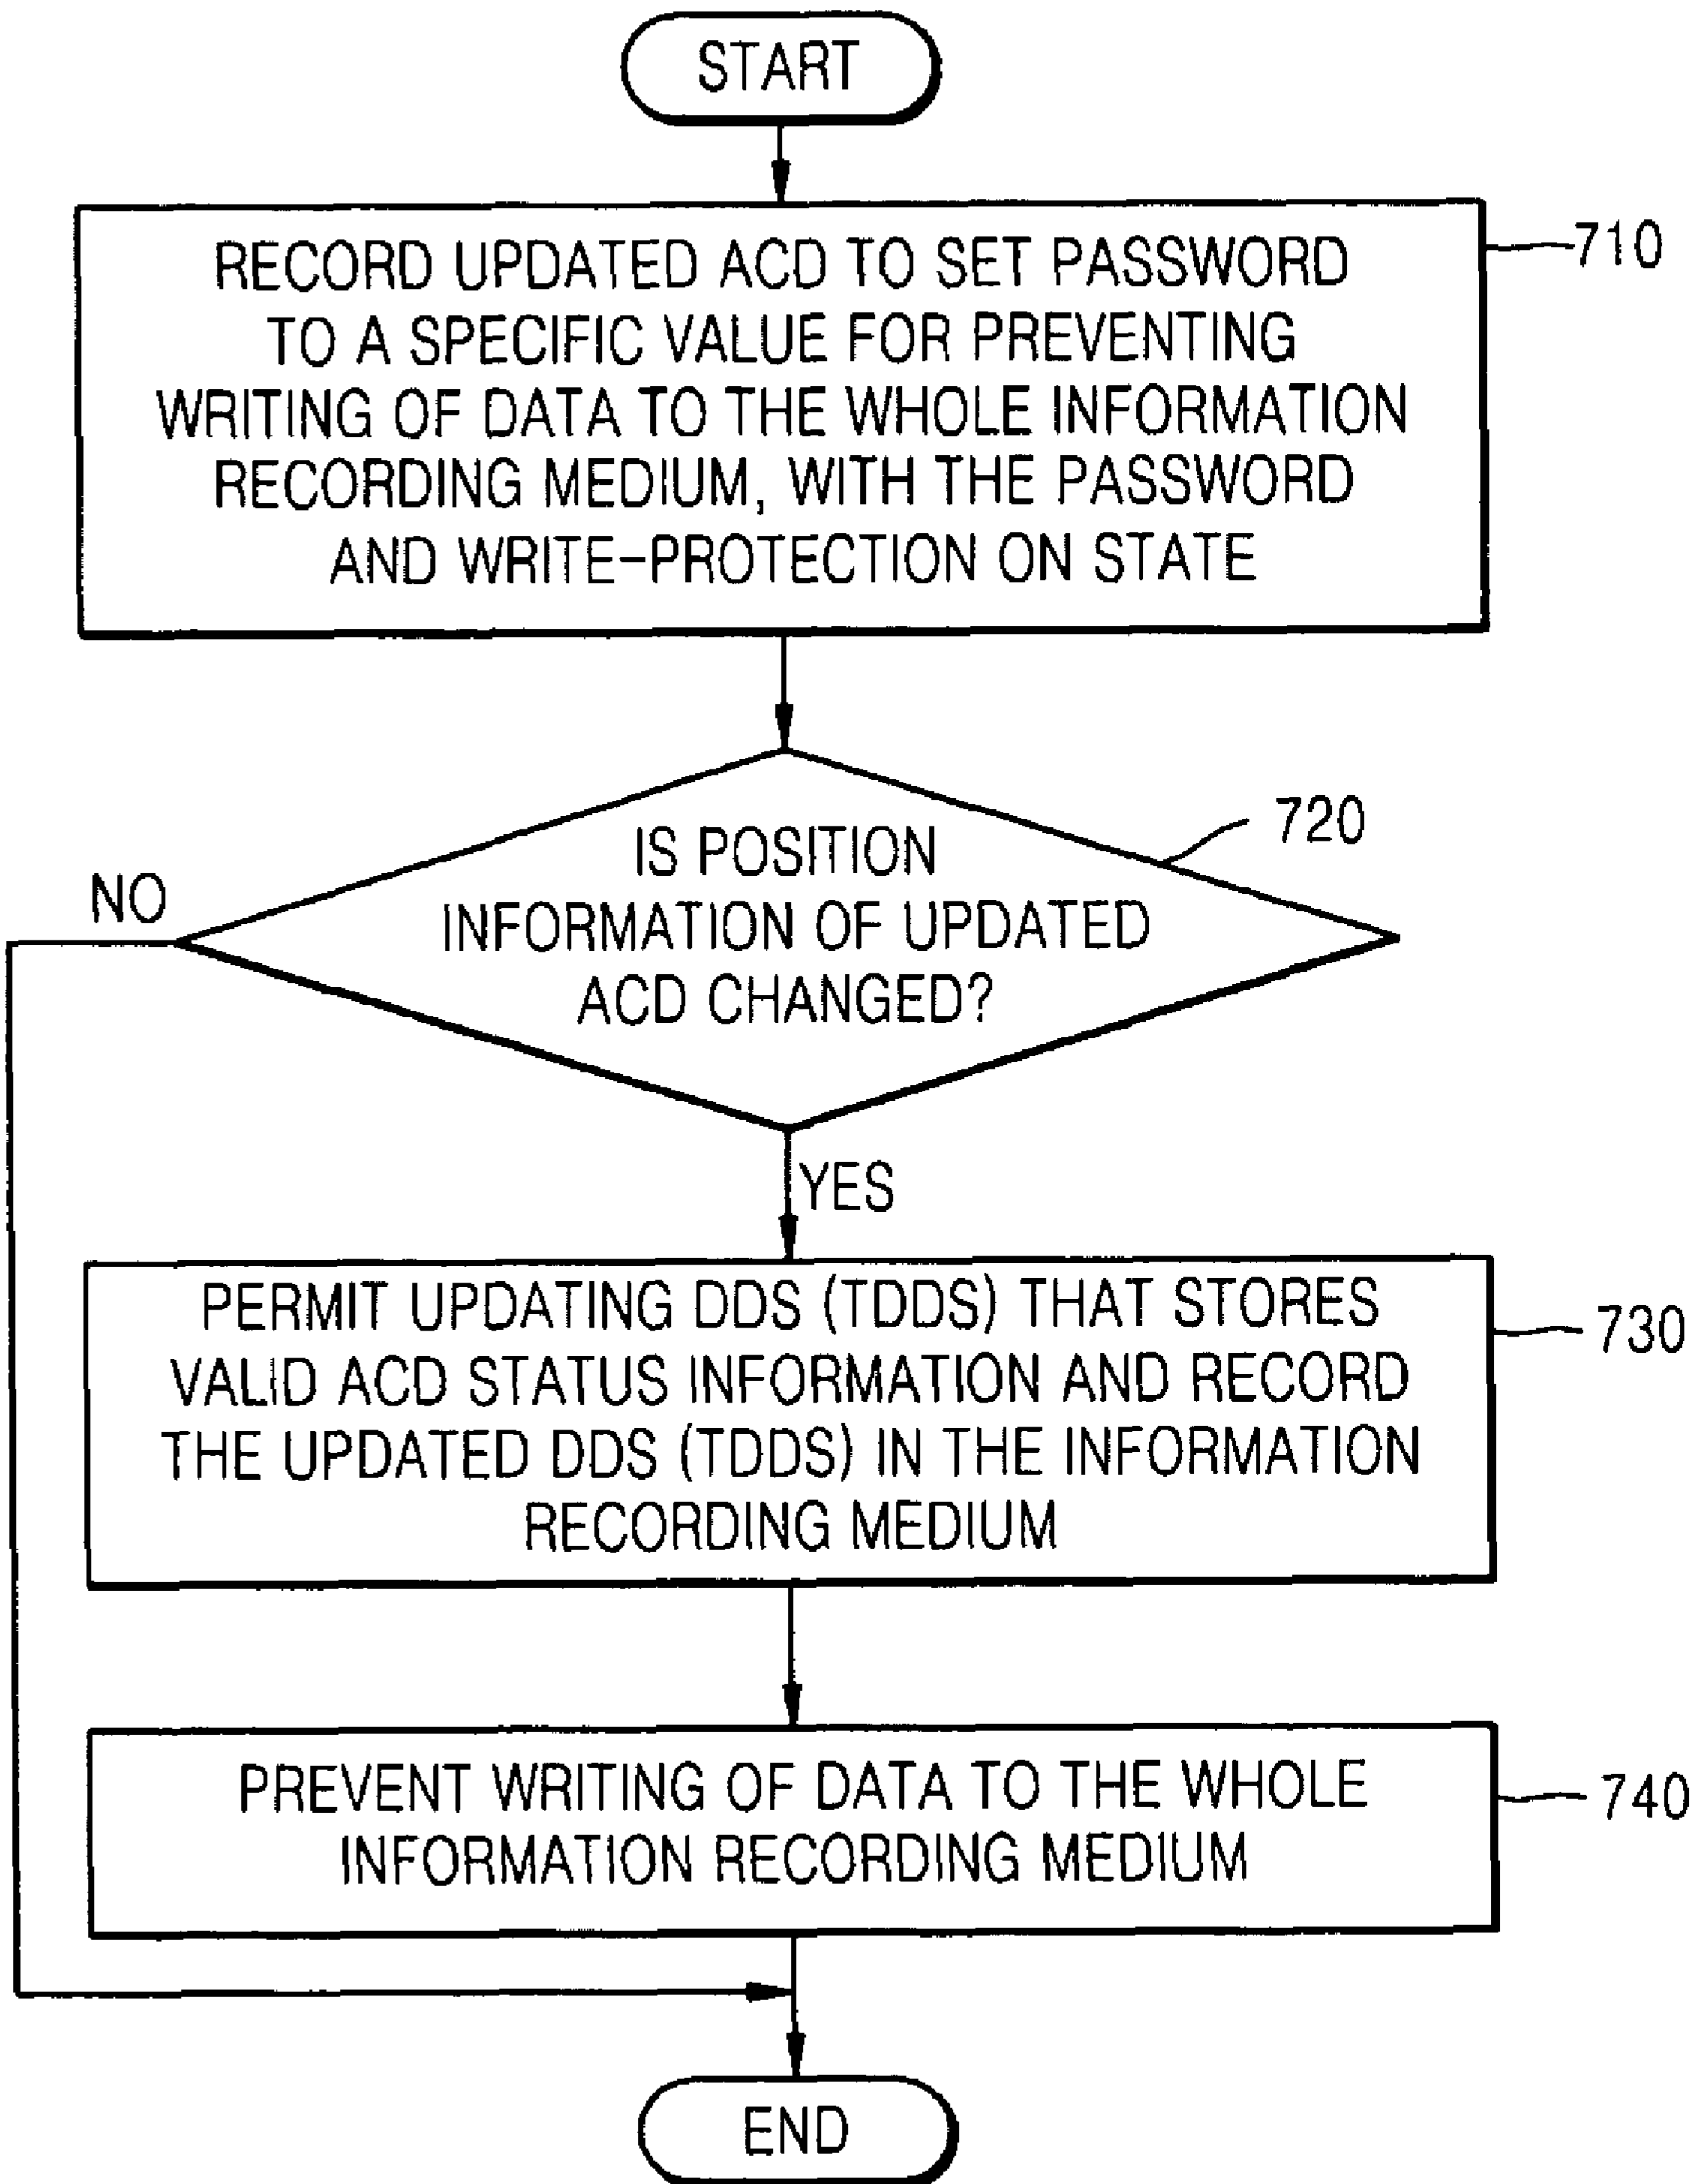 START
RECORD UPDATED ACD TO SET PASSWORD
TO A SPECIFIC VALUE FOR PREVENTING
WRITING OF DATA TO THE WHOLE INFORMATION
RECORDING MEDIUM, WITH THE PASSWORD
AND WRITE-PROTECTION ON STATE
710
IS POSITION
INFORMATION OF UPDATED
ACD CHANGED?
720
NO
YES
PERMIT UPDATING DDS (TDDS) THAT STORES
VALID ACD STATUS INFORMATION AND RECORD
THE UPDATED DDS (TDDS) IN THE INFORMATION
RECORDING MEDIUM
730
PREVENT WRITING OF DATA TO THE WHOLE
INFORMATION RECORDING MEDIUM
740
END